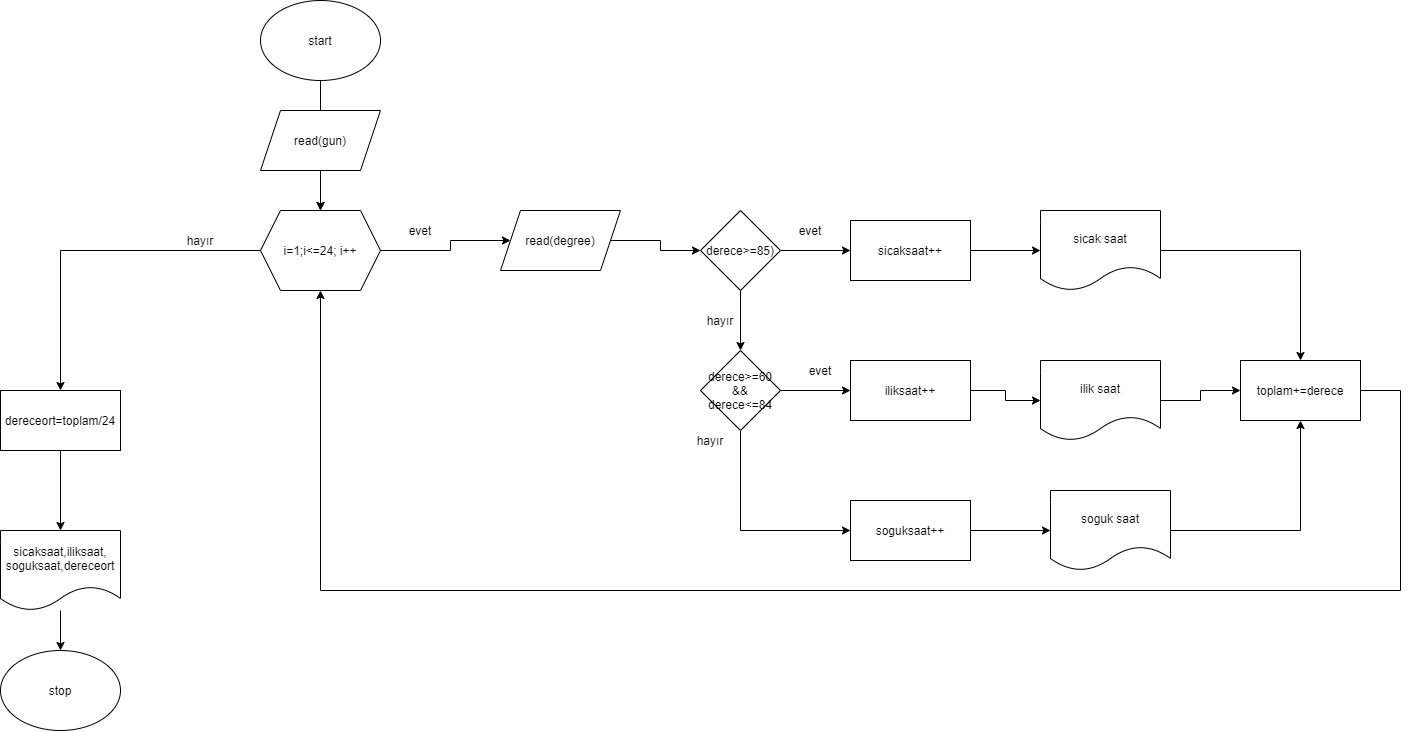 start
read(gun)
hayır
i=1;i<=24; i++
evet
read(degree)
derece>=85)
evet
sicaksaat++
sicak saat
hayır
derece>=60
&&
derece<=84
evet
iliksaat++
ilik saat
toplam+=derece
hayır
soguksaat++
soguk saat
dereceort=toplam/24
sicaksaat,iliksaat,
soguksaat,dereceort
stop